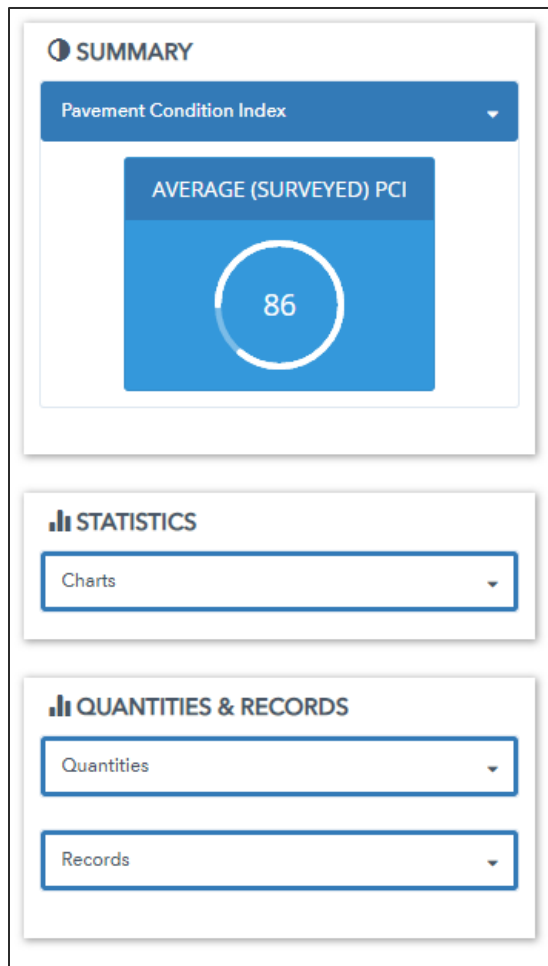 SUMMARY
Pavement Condition Index
AVERAGE (SURVEYED) PCI
86
STATISTICS
Charts
QUANTITIES & RECORDS
Quantities
Records